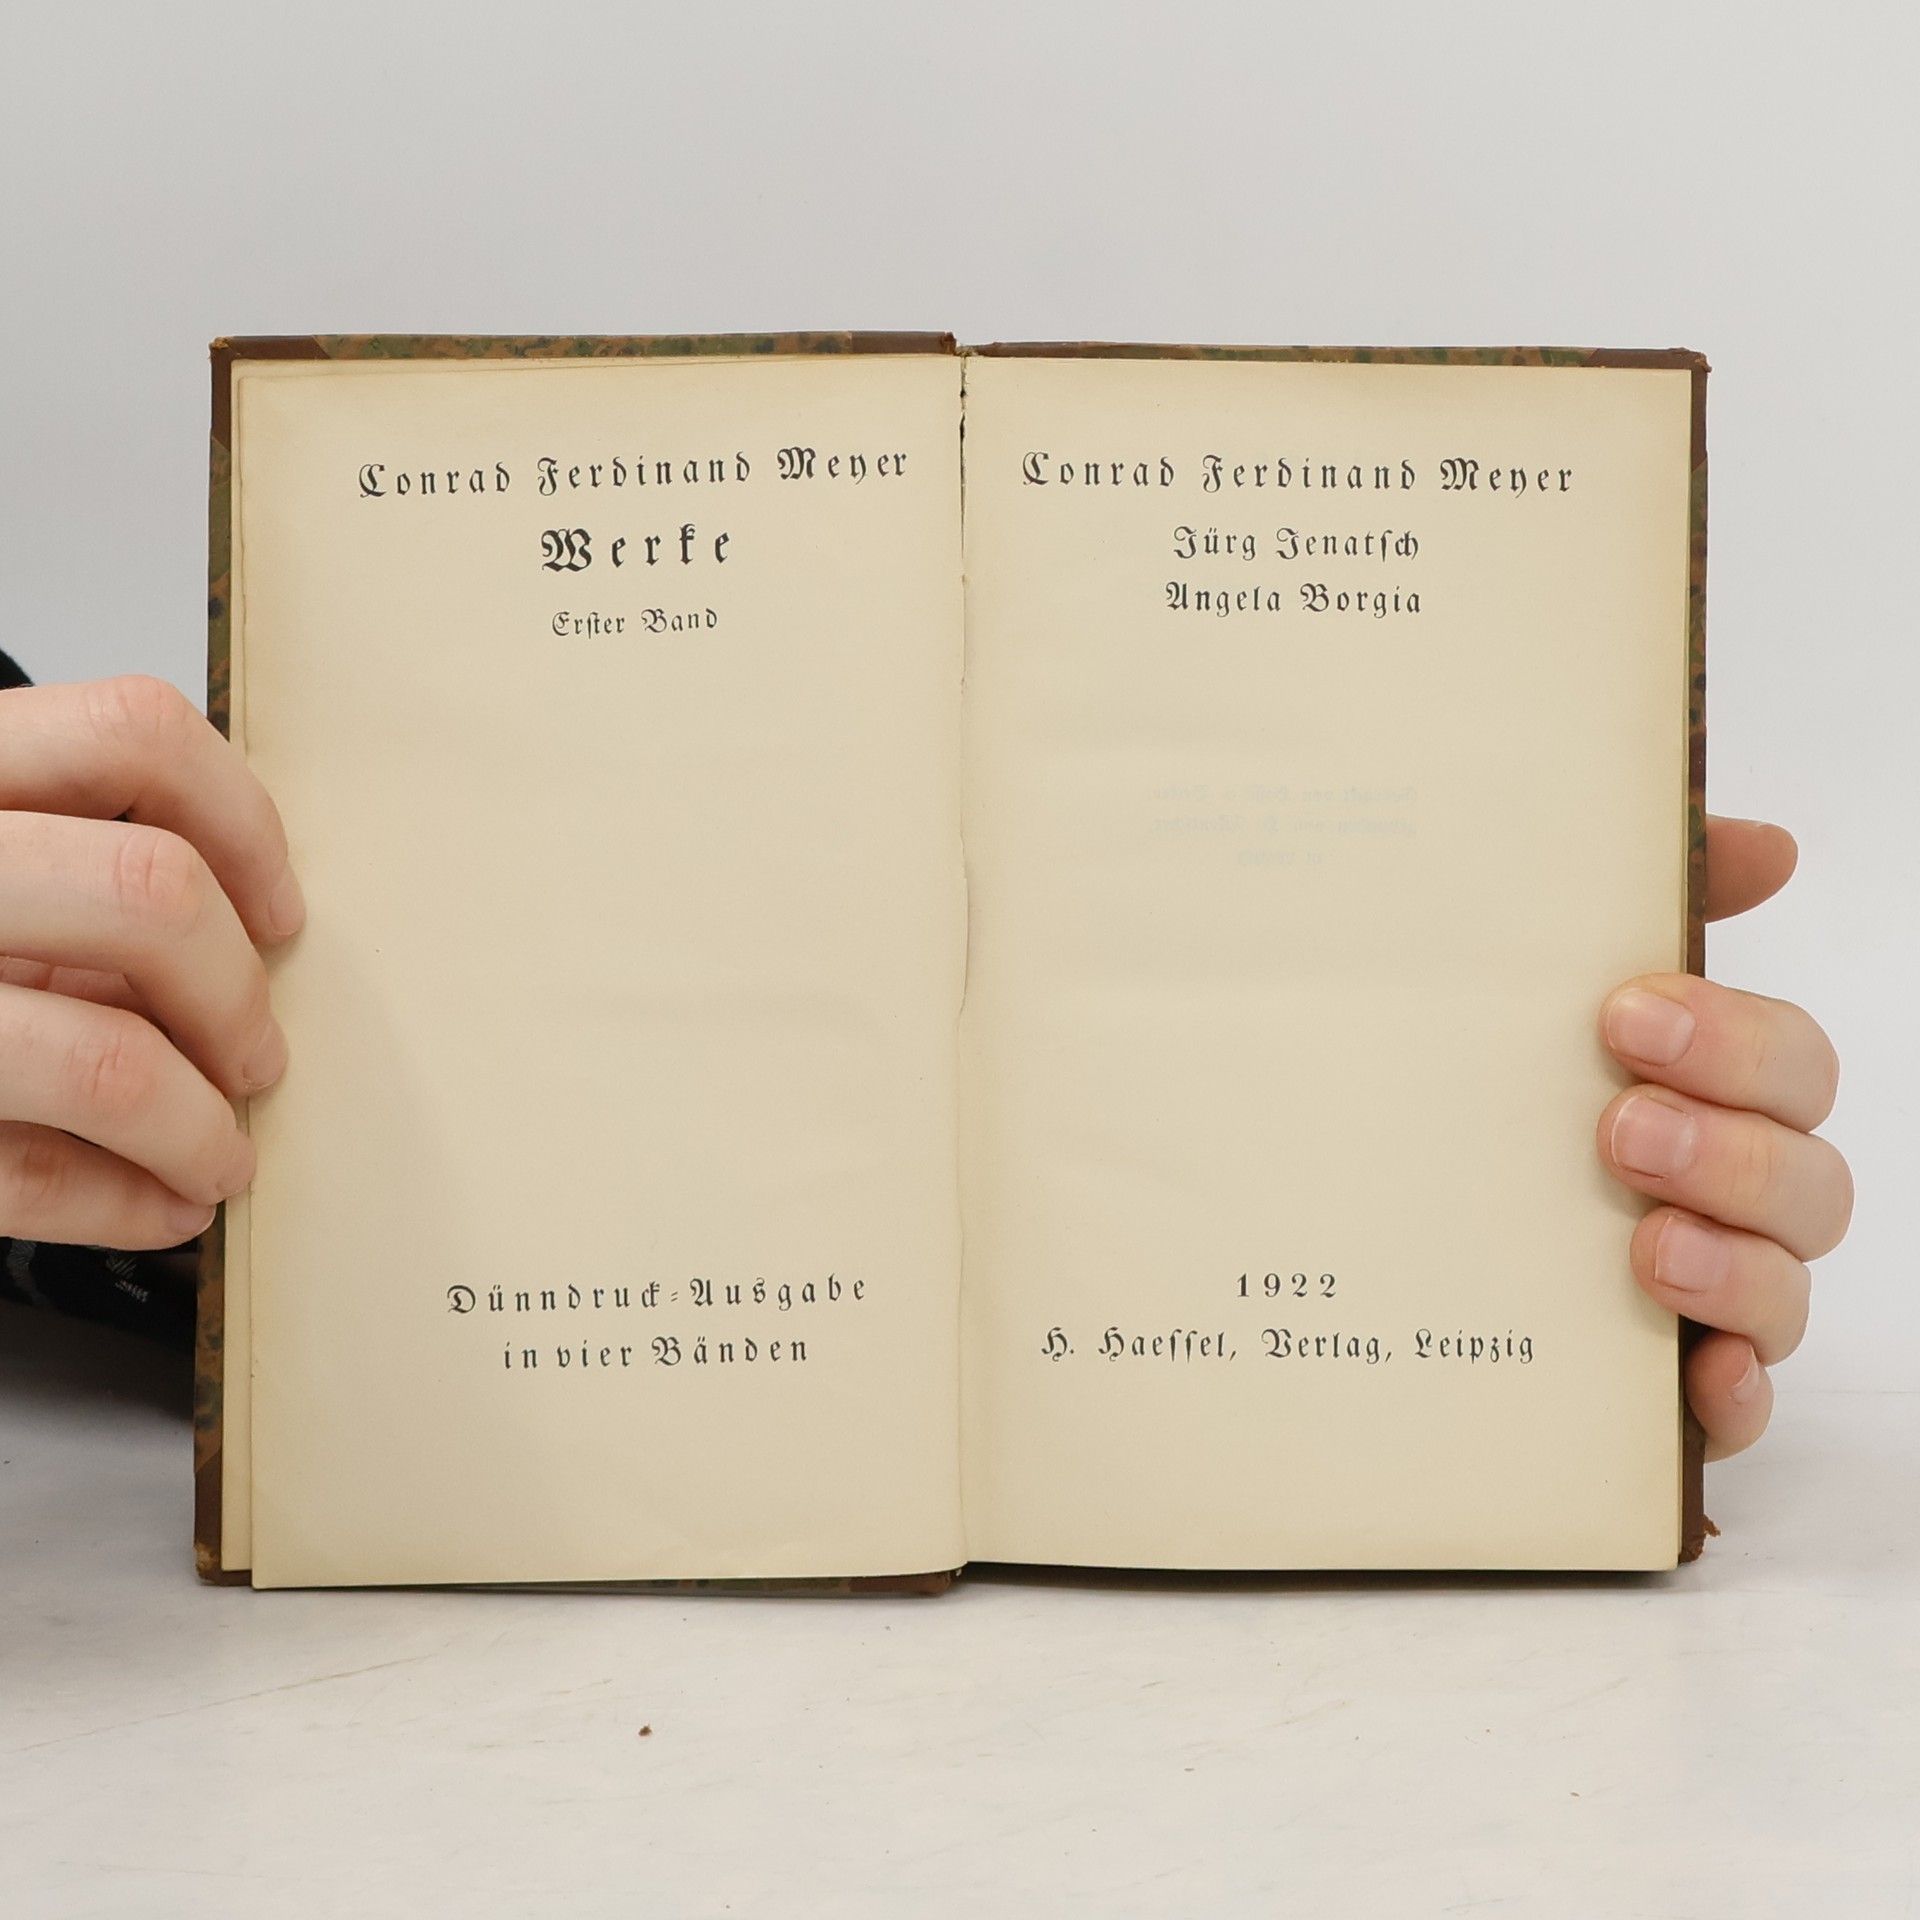 Conrad Ferdinand Meyer
Werke
Erſter Band
Dünndruck-Ausgabe
in vier Bänden
Conrad Ferdinand Meyer
Jürg Jenatſch
Angela Borgia
1922
H. Haeſſel, Verlag, Leipzig